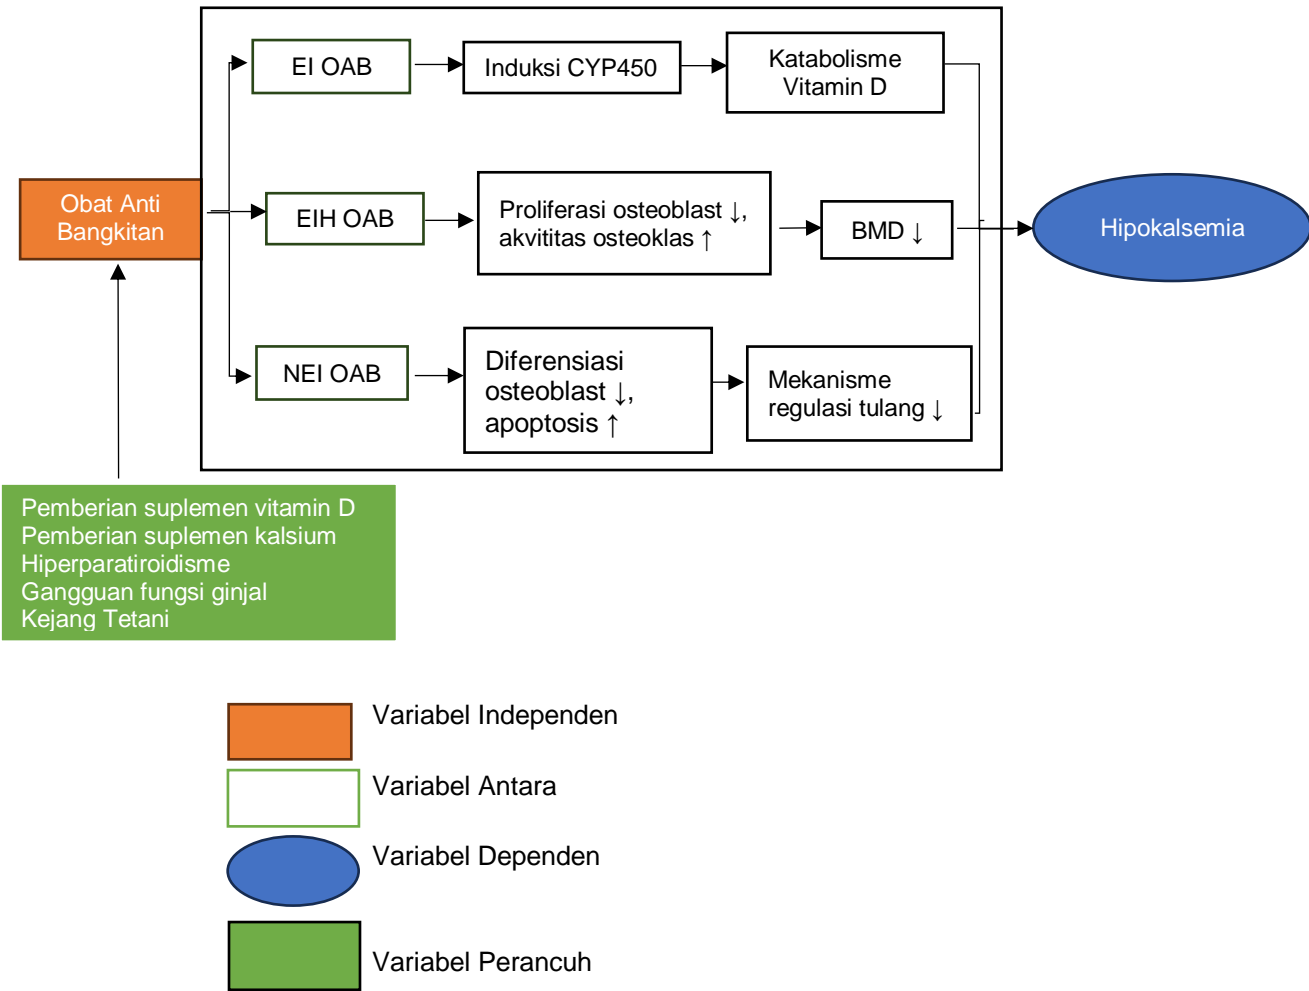 EI OAB
Induksi CYP450
Katabolisme
Vitamin D
Obat Anti
Bangkitan
EIH OAB
Proliferasi osteoblast ↓,
akvititas osteoklas ↑
BMD ↓
Hipokalsemia
NEI OAB
Diferensiasi
osteoblast ↓,
apoptosis ↑
Mekanisme
regulasi tulang ↓
Pemberian suplemen vitamin D
Pemberian suplemen kalsium
Hiperparatiroidisme
Gangguan fungsi ginjal
Kejang Tetani
Variabel Independen
Variabel Antara
Variabel Dependen
Variabel Perancuh